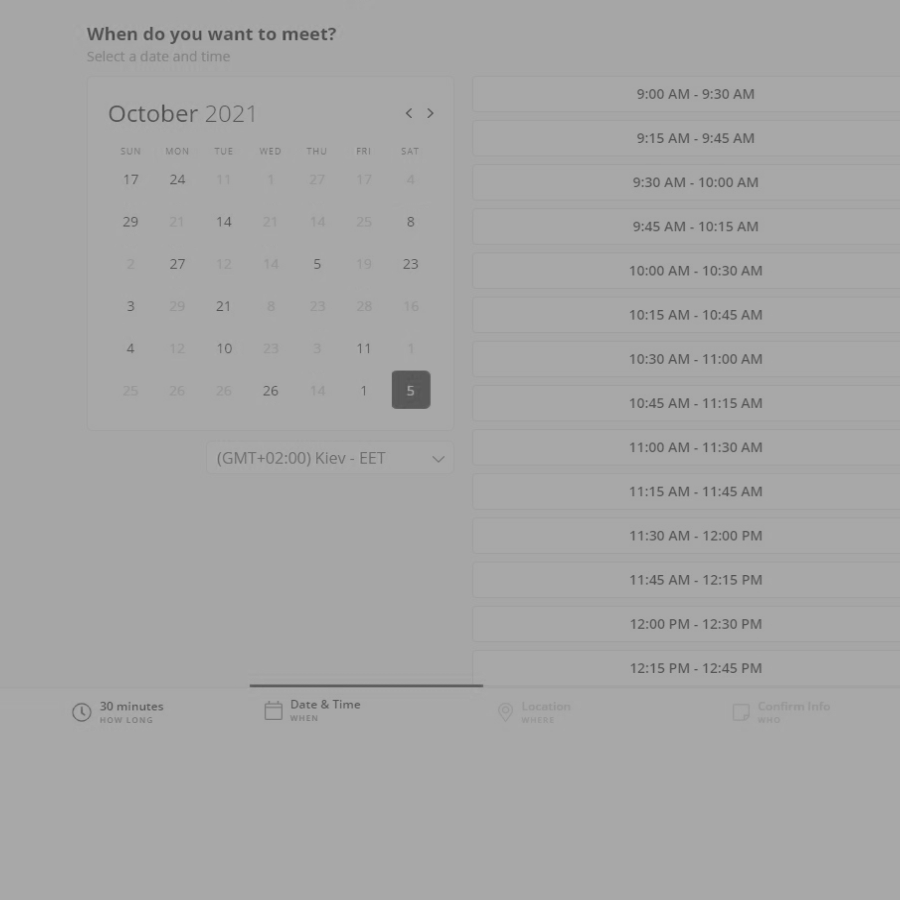 When do you want to meet?
Select a date and time
October 2021
SUN MON TUE WED THU FRI SAT
17 24 11 1 27 17 4
29 21 14 21 14 25 8
2 27 12 14 5 19 23
3 29 21 8 23 28 16
4 12 10 23 3 11 1
25 26 26 26 14 1 5
(GMT+02:00) Kiev - EET
9:00 AM - 9:30 AM
9:15 AM - 9:45 AM
9:30 AM - 10:00 AM
9:45 AM - 10:15 AM
10:00 AM - 10:30 AM
10:15 AM - 10:45 AM
10:30 AM - 11:00 AM
10:45 AM - 11:15 AM
11:00 AM - 11:30 AM
11:15 AM - 11:45 AM
11:30 AM - 12:00 PM
11:45 AM - 12:15 PM
12:00 PM - 12:30 PM
12:15 PM - 12:45 PM
30 minutes
HOW LONG
Date & Time
WHEN
Location
WHERE
Confirm Info
WHO